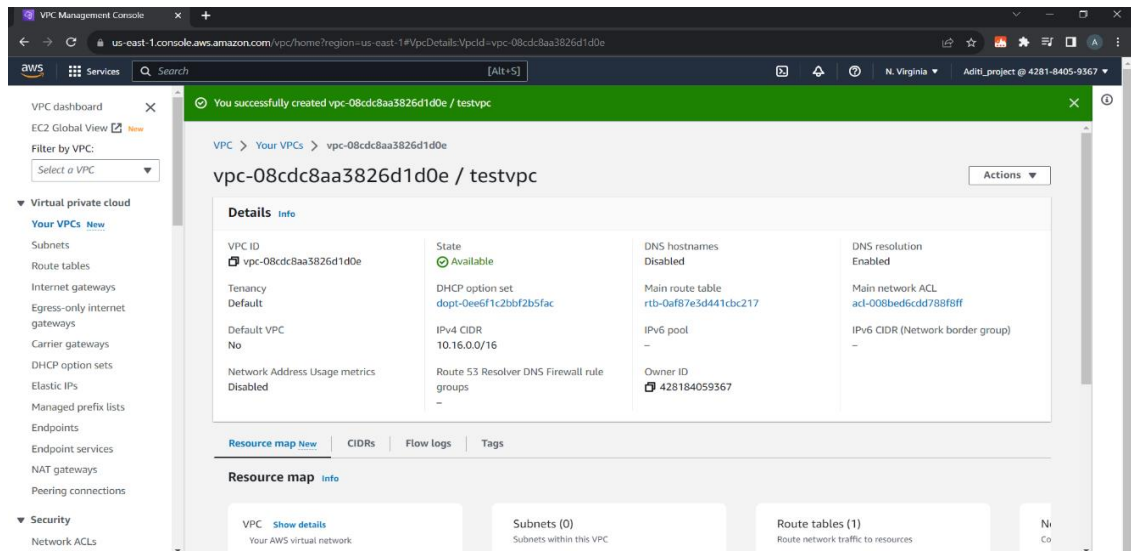 VPC Management Console
us-east-1.console.aws.amazon.com/vpc/home?region=us-east-1#VpcDetails:VpcId=vpc-08cdc8aa3826d1d0e
aws Services Search [Alt+S] N. Virginia Aditi_project @ 4281-8405-9367
VPC dashboard
EC2 Global View New
Filter by VPC:
Select a VPC
Virtual private cloud
Your VPCs New
Subnets
Route tables
Internet gateways
Egress-only internet
gateways
Carrier gateways
DHCP option sets
Elastic IPs
Managed prefix lists
Endpoints
Endpoint services
NAT gateways
Peering connections
Security
Network ACLs
You successfully created vpc-08cdc8aa3826d1d0e / testvpc
VPC > Your VPCs > vpc-08cdc8aa3826d1d0e
vpc-08cdc8aa3826d1d0e / testvpc Actions
Details Info
VPC ID State DNS hostnames DNS resolution
vpc-08cdc8aa3826d1d0e Available Disabled Enabled
Tenancy DHCP option set Main route table Main network ACL
Default dopt-0ee6f1c2bbf2b5fac rtb-0af87e3d441cbc217 acl-008bed6cdd788f8ff
Default VPC IPv4 CIDR IPv6 pool IPv6 CIDR (Network border group)
No 10.16.0.0/16 – –
Network Address Usage metrics Route 53 Resolver DNS Firewall rule Owner ID
Disabled groups 428184059367
–
Resource map New CIDRs Flow logs Tags
Resource map Info
VPC Show details Subnets (0) Route tables (1)
Your AWS virtual network Subnets within this VPC Route network traffic to resources